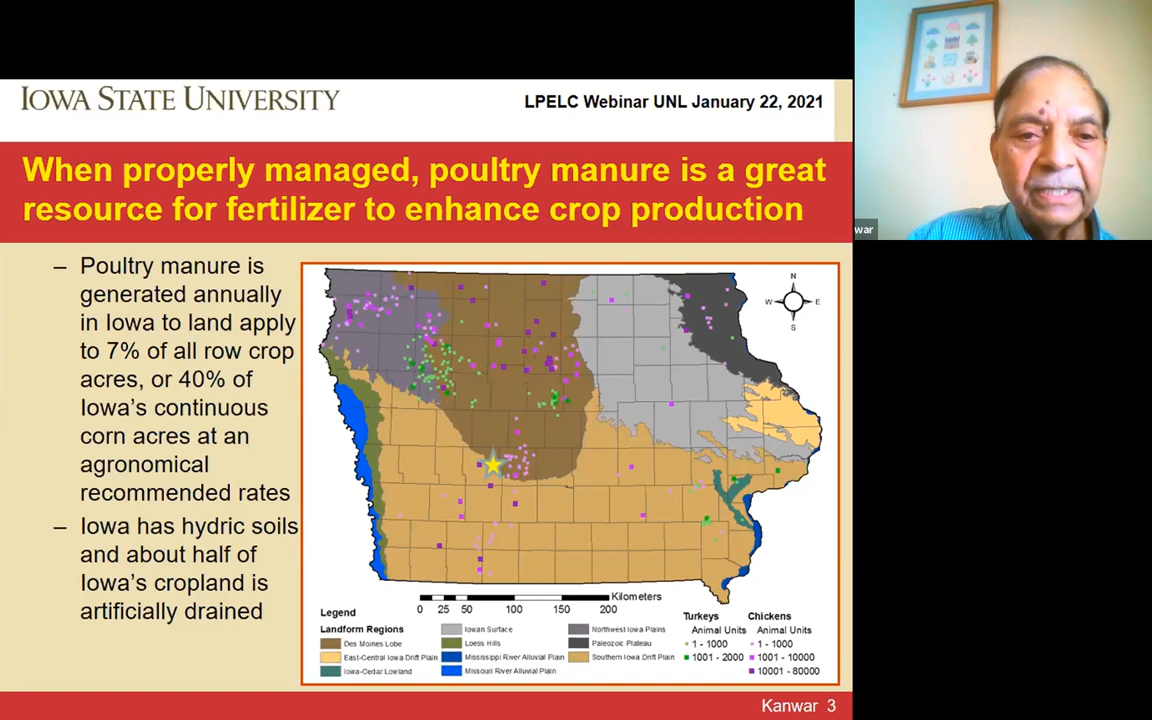 IOWA STATE UNIVERSITY
LPELC Webinar UNL January 22, 2021
When properly managed, poultry manure is a great
resource for fertilizer to enhance crop production
– Poultry manure is
generated annually
in Iowa to land apply
to 7% of all row crop
acres, or 40% of
Iowa's continuous
corn acres at an
agronomical
recommended rates
– Iowa has hydric soils
and about half of
Iowa's cropland is
artificially drained
N
W E
S
Kilometers
0 25 50 100 150 200
Legend
Landform Regions
Des Moines Lobe
East-Central Iowa Drift Plain
Iowa-Cedar Lowland
Iowan Surface
Loess Hills
Mississippi River Alluvial Plain
Missouri River Alluvial Plain
Northwest Iowa Plains
Paleozoic Plateau
Southern Iowa Drift Plain
Turkeys
Animal Units
1 - 1000
1001 - 2000
Chickens
Animal Units
1 - 1000
1001 - 10000
10001 - 80000
Kanwar 3
war